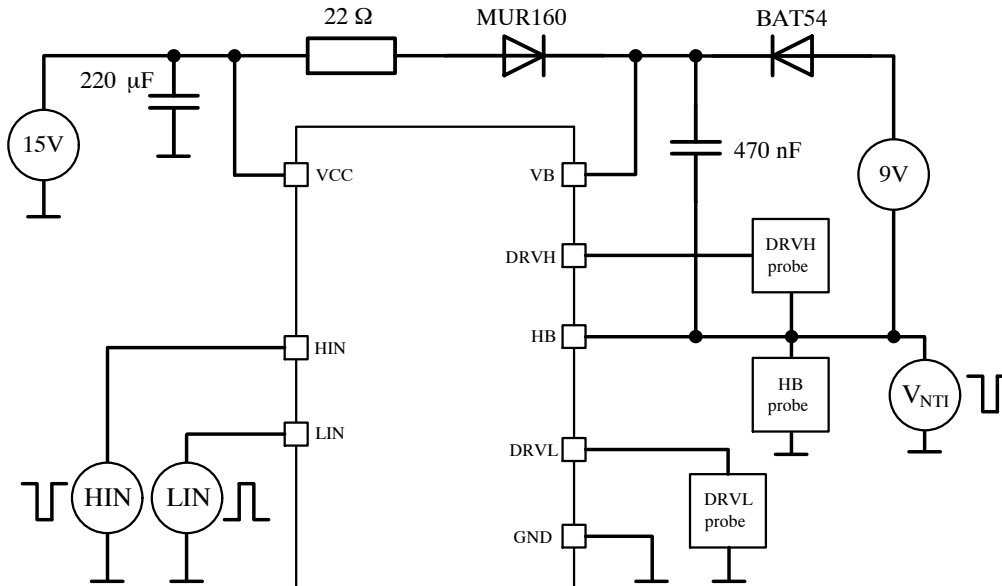 22 Ω
MUR160
BAT54
220 μF
15V
470 nF
9V
VCC
VB
DRVH
DRVH
probe
HIN
HB
LIN
HB
probe
V_NTI
DRVL
HIN
LIN
DRVL
probe
GND